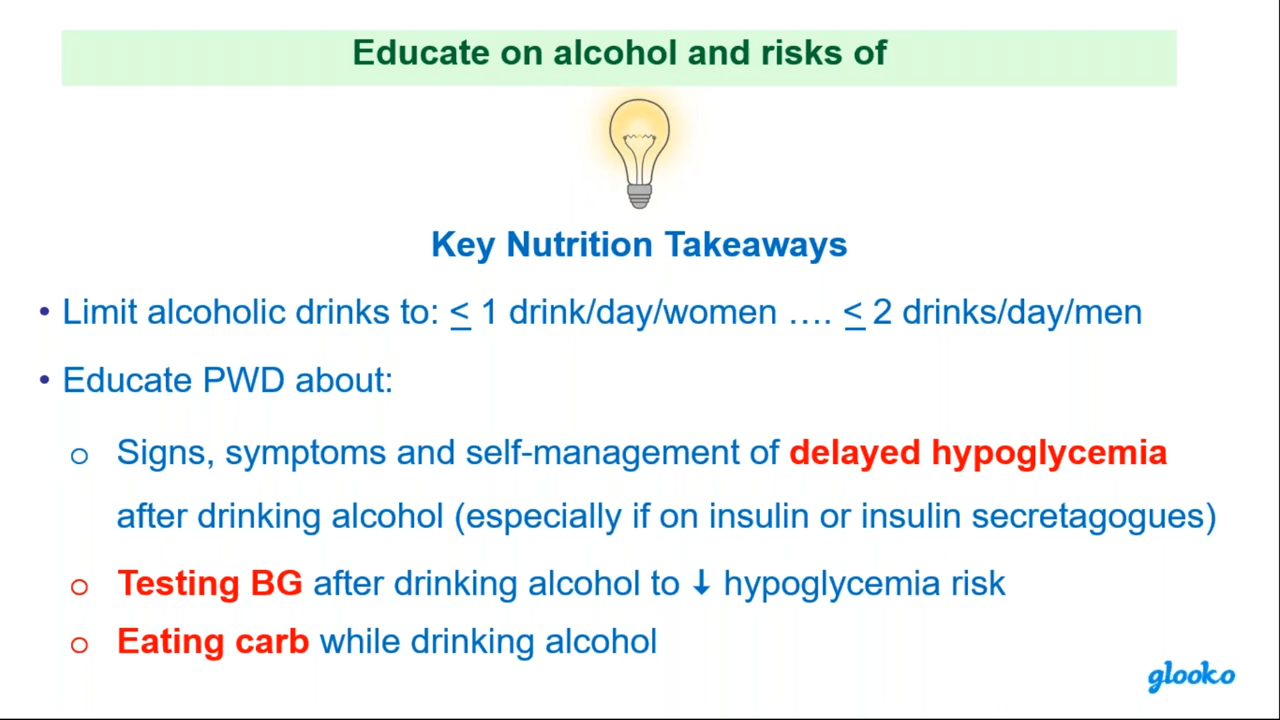 Educate on alcohol and risks of
Key Nutrition Takeaways
• Limit alcoholic drinks to: ≤ 1 drink/day/women …. ≤ 2 drinks/day/men
• Educate PWD about:
o Signs, symptoms and self-management of delayed hypoglycemia
after drinking alcohol (especially if on insulin or insulin secretagogues)
o Testing BG after drinking alcohol to ↓ hypoglycemia risk
o Eating carb while drinking alcohol
glooko